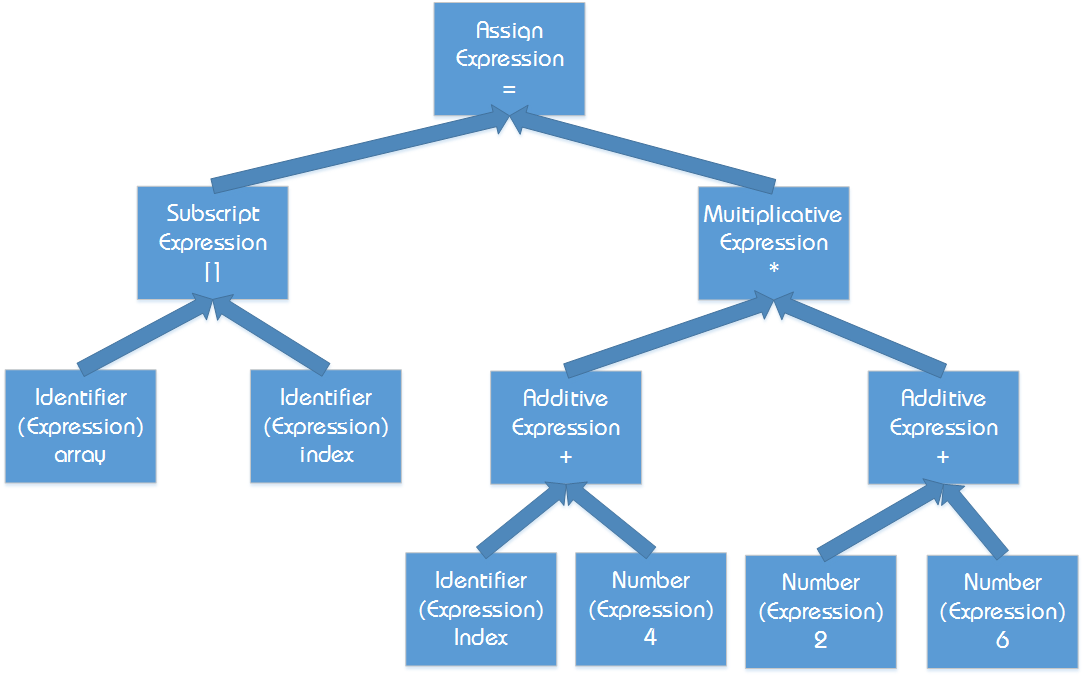 Assign
Expression
=
Subscript
Expression
[]
Muitiplicative
Expression
*
Identifier
(Expression)
array
Identifier
(Expression)
index
Additive
Expression
+
Additive
Expression
+
Identifier
(Expression)
Index
Number
(Expression)
4
Number
(Expression)
2
Number
(Expression)
6